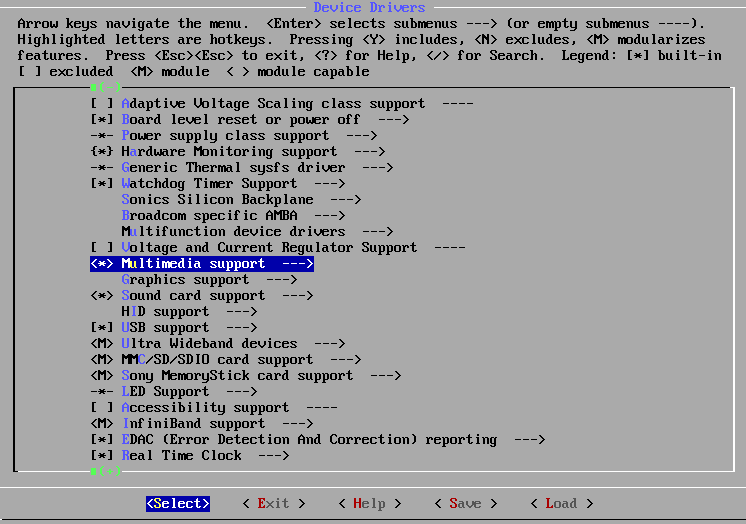 Device Drivers
Arrow keys navigate the menu. <Enter> selects submenus ---> (or empty submenus ----).
Highlighted letters are hotkeys. Pressing <Y> includes, <N> excludes, <M> modularizes
features. Press <Esc><Esc> to exit, <?> for Help, </> for Search. Legend: [*] built-in
[ ] excluded <M> module < > module capable
(-)
[ ] Adaptive Voltage Scaling class support ----
[*] Board level reset or power off --->
-*- Power supply class support --->
{*} Hardware Monitoring support --->
-*- Generic Thermal sysfs driver --->
[*] Watchdog Timer Support --->
Sonics Silicon Backplane --->
Broadcom specific AMBA --->
Multifunction device drivers --->
[ ] Voltage and Current Regulator Support ----
<*> Multimedia support --->
Graphics support --->
<*> Sound card support --->
HID support --->
[*] USB support --->
<M> Ultra Wideband devices --->
<M> MMC/SD/SDIO card support --->
<M> Sony MemoryStick card support --->
-*- LED Support --->
[ ] Accessibility support ----
<M> InfiniBand support --->
[*] EDAC (Error Detection And Correction) reporting --->
[*] Real Time Clock --->
(+)
<Select> < Exit > < Help > < Save > < Load >